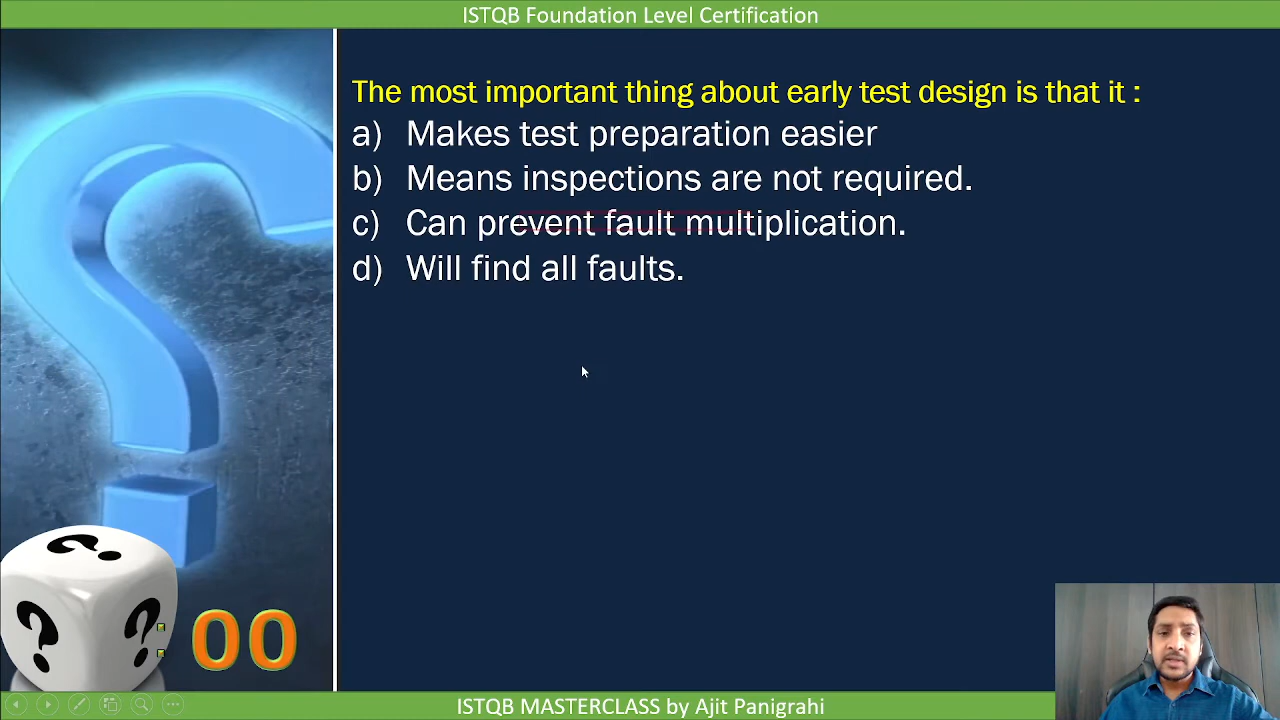 ISTQB Foundation Level Certification
The most important thing about early test design is that it :
a) Makes test preparation easier
b) Means inspections are not required.
c) Can prevent fault multiplication.
d) Will find all faults.
? ? ?
00
ISTQB MASTERCLASS by Ajit Panigrahi